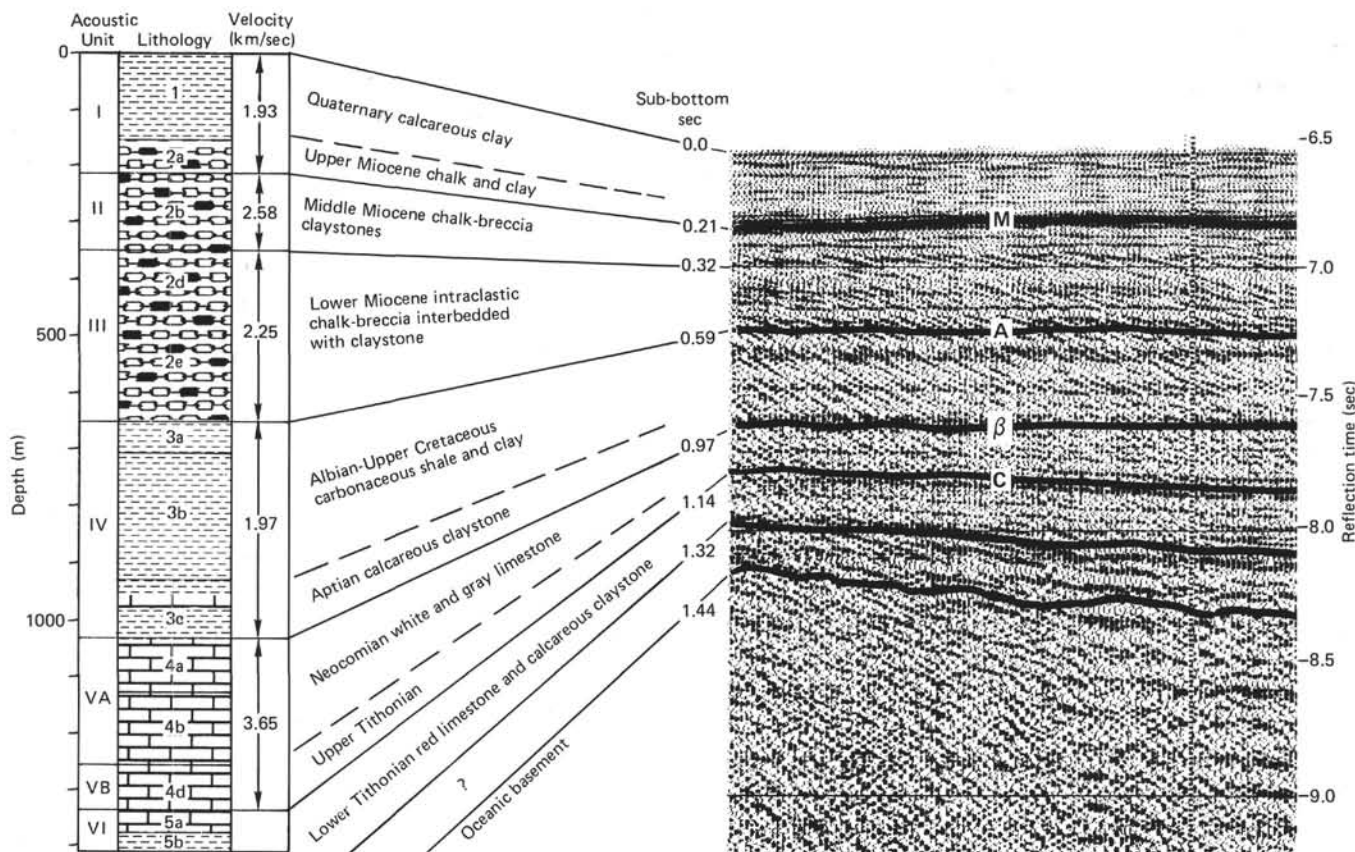 Acoustic Unit
Lithology
Velocity (km/sec)
Depth (m)
0
500
1000
I
II
III
IV
VA
VB
VI
1
2a
2b
2d
2e
3a
3b
3c
4a
4b
4d
5a
5b
1.93
2.58
2.25
1.97
3.65
Quaternary calcareous clay
Upper Miocene chalk and clay
Middle Miocene chalk-breccia
claystones
Lower Miocene intraclastic
chalk-breccia interbedded
with claystone
Albian-Upper Cretaceous
carbonaceous shale and clay
Aptian calcareous claystone
Neocomian white and gray limestone
Upper Tithonian
Lower Tithonian red limestone and calcareous claystone
?
Oceanic basement
Sub-bottom
sec
0.0
0.21
0.32
0.59
0.97
1.14
1.32
1.44
M
A
β
C
6.5
7.0
7.5
8.0
8.5
9.0
Reflection time (sec)